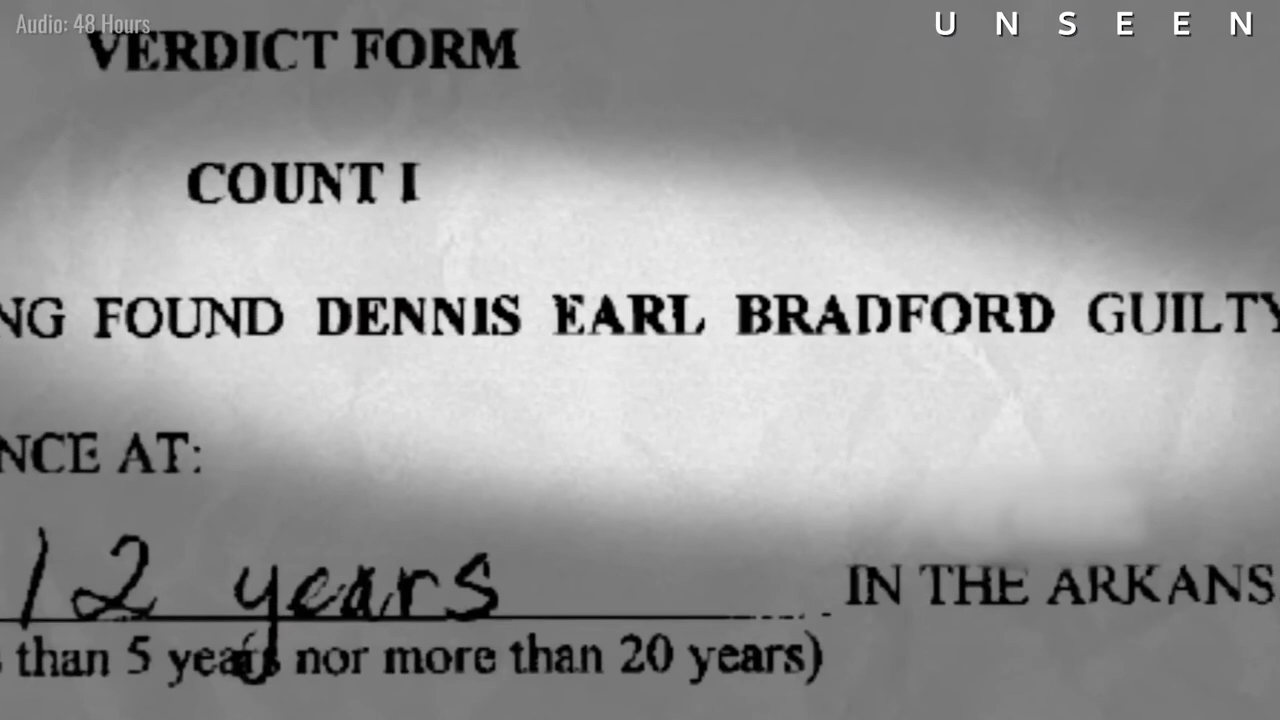 Audio: 48 Hours
UNSEEN
VERDICT FORM
COUNT I
NG FOUND DENNIS EARL BRADFORD GUILTY
NCE AT:
12 years IN THE ARKANS
than 5 years nor more than 20 years)